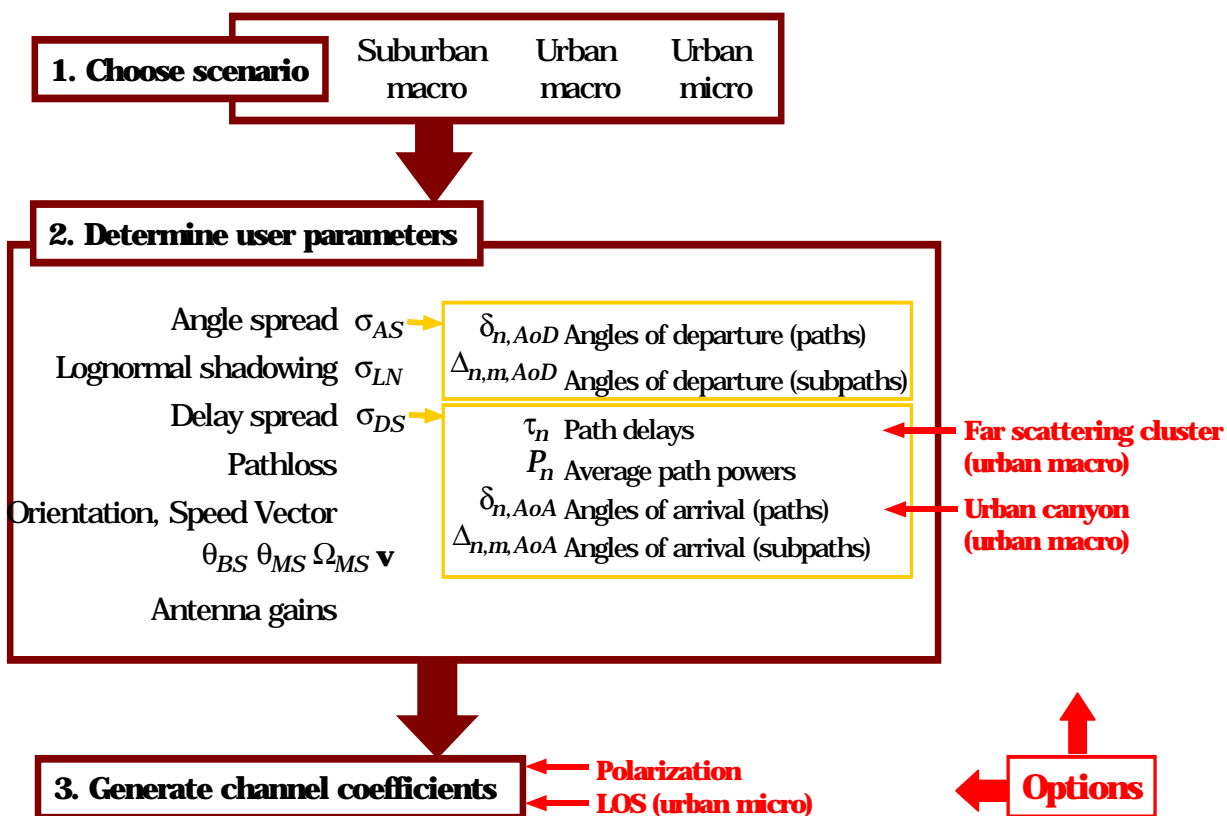 1. Choose scenario
Suburban macro
Urban macro
Urban micro
2. Determine user parameters
Angle spread σAS
Lognormal shadowing σLN
Delay spread σDS
Pathloss
Orientation, Speed Vector
θBS θMS ΩMS v
Antenna gains
δn,AoD Angles of departure (paths)
Δn,m,AoD Angles of departure (subpaths)
τn Path delays
Pn Average path powers
δn,AoA Angles of arrival (paths)
Δn,m,AoA Angles of arrival (subpaths)
Far scattering cluster
(urban macro)
Urban canyon
(urban macro)
3. Generate channel coefficients
Polarization
LOS (urban micro)
Options